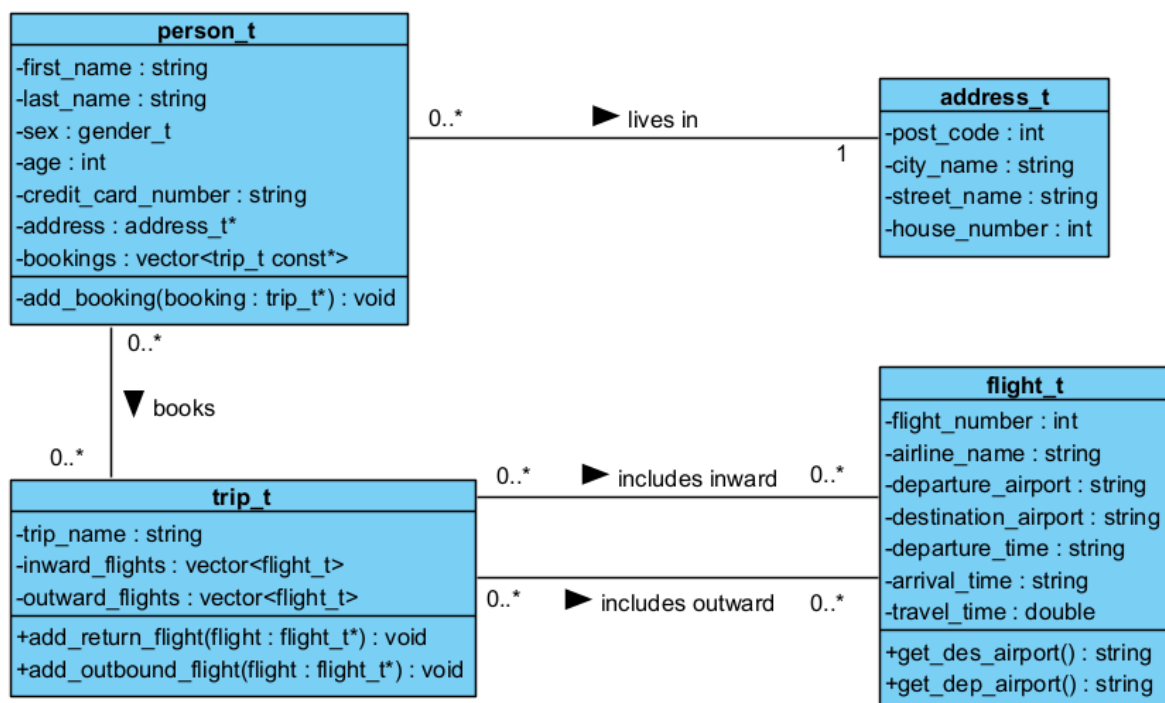 person_t
-first_name : string
-last_name : string
-sex : gender_t
-age : int
-credit_card_number : string
-address : address_t*
-bookings : vector<trip_t const*>
-add_booking(booking : trip_t*) : void
0..*
lives in
1
address_t
-post_code : int
-city_name : string
-street_name : string
-house_number : int
0..*
books
0..*
trip_t
-trip_name : string
-inward_flights : vector<flight_t>
-outward_flights : vector<flight_t>
+add_return_flight(flight : flight_t*) : void
+add_outbound_flight(flight : flight_t*) : void
0..*
includes inward
0..*
0..*
includes outward
0..*
flight_t
-flight_number : int
-airline_name : string
-departure_airport : string
-destination_airport : string
-departure_time : string
-arrival_time : string
-travel_time : double
+get_des_airport() : string
+get_dep_airport() : string